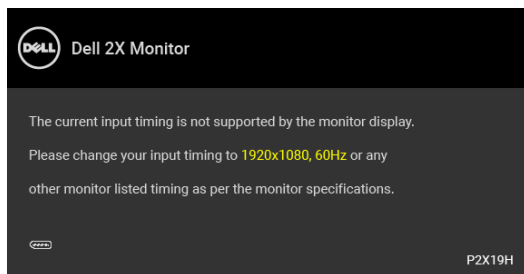 DELL
Dell 2X Monitor
The current input timing is not supported by the monitor display.
Please change your input timing to 1920x1080, 60Hz or any
other monitor listed timing as per the monitor specifications.
P2X19H